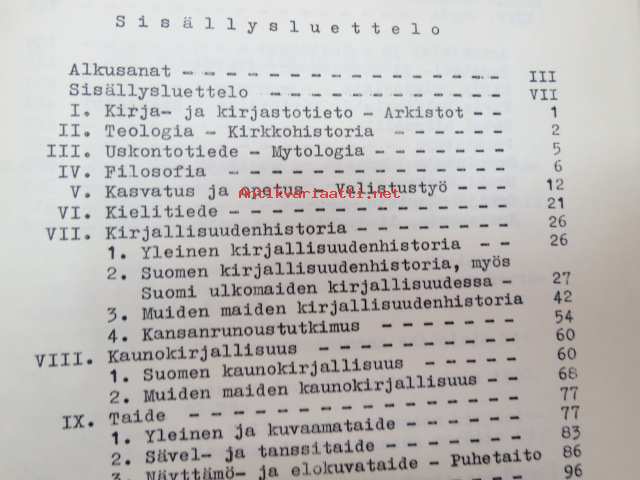 Sisällysluettelo
Alkusanat - - - - - - - - - - - - - - - III
Sisällysluettelo - - - - - - - - - - - - VII
I. Kirja- ja kirjastotieto - Arkistot - - 1
II. Teologia - Kirkkohistoria - - - - - - 2
III. Uskontotiede - Mytologia - - - - - - - 5
IV. Filosofia - - - - - - - - - - - - - - 6
V. Kasvatus ja opetus - Valistustyö - - - 12
Antikvariaatti.net
VI. Kielitiede - - - - - - - - - - - - - - 21
VII. Kirjallisuudenhistoria - - - - - - - - 26
1. Yleinen kirjallisuudenhistoria - - 26
2. Suomen kirjallisuudenhistoria, myös
Suomi ulkomaiden kirjallisuudessa - 27
3. Muiden maiden kirjallisuudenhistoria 42
4. Kansanrunoustutkimus - - - - - - - 54
VIII. Kaunokirjallisuus - - - - - - - - - - 60
1. Suomen kaunokirjallisuus - - - - - 60
2. Muiden maiden kaunokirjallisuus - - 68
IX. Taide - - - - - - - - - - - - - - - - 77
1. Yleinen ja kuvaamataide - - - - - - 77
2. Sävel- ja tanssitaide - - - - - - - 83
3. Näyttämö- ja elokuvataide - Puhetaito 86
96